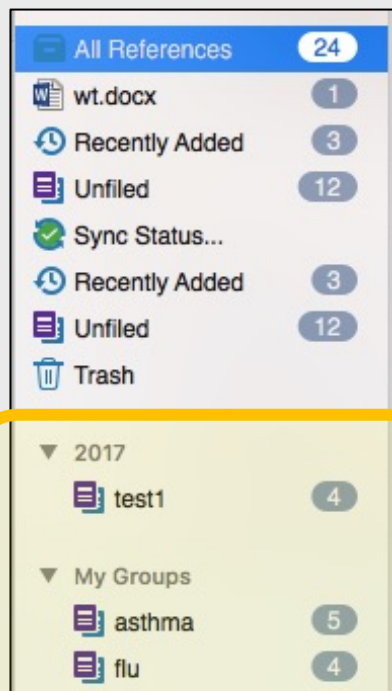 All References 24
wt.docx 1
Recently Added 3
Unfiled 12
Sync Status...
Recently Added 3
Unfiled 12
Trash
2017
test1 4
My Groups
asthma 5
flu 4